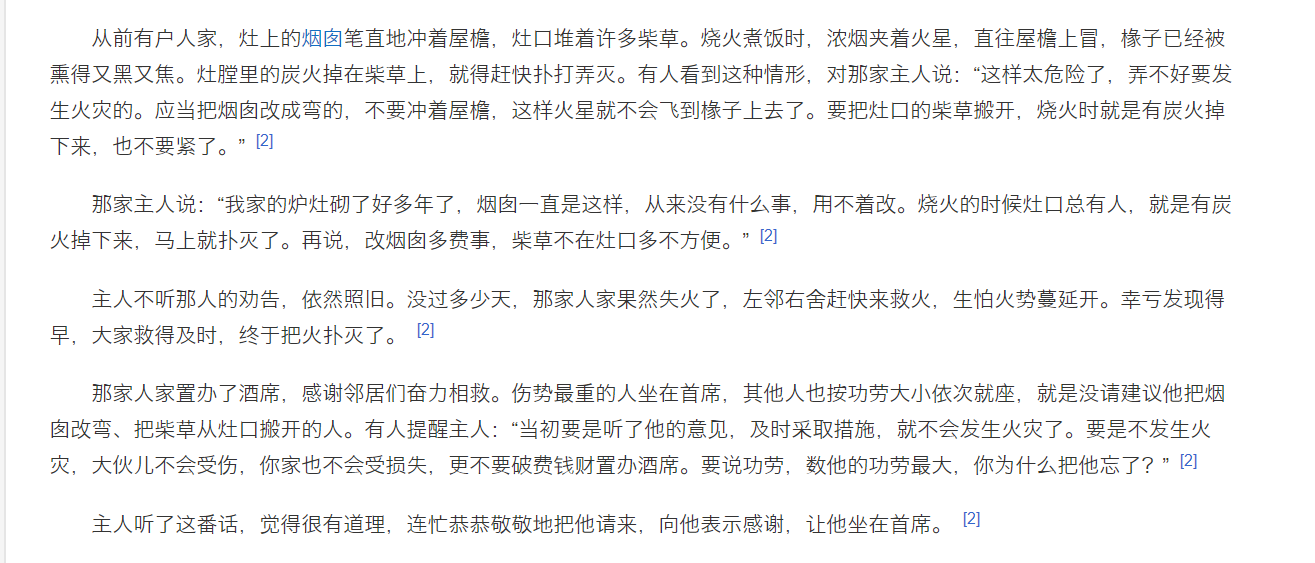 从前有户人家，灶上的烟囱笔直地冲着屋檐，灶口堆着许多柴草。烧火煮饭时，浓烟夹着火星，直往屋檐上冒，椽子已经被
熏得又黑又焦。灶膛里的炭火掉在柴草上，就得赶快扑打弄灭。有人看到这种情形，对那家主人说：“这样太危险了，弄不好要发
生火灾的。应当把烟囱改成弯的，不要冲着屋檐，这样火星就不会飞到椽子上去了。要把灶口的柴草搬开，烧火时就是有炭火掉
下来，也不要紧了。” [2]
那家主人说：“我家的炉灶砌了好多年了，烟囱一直是这样，从来没有什么事，用不着改。烧火的时候灶口总有人，就是有炭
火掉下来，马上就扑灭了。再说，改烟囱多费事，柴草不在灶口多不方便。” [2]
主人不听那人的劝告，依然照旧。没过多少天，那家人家果然失火了，左邻右舍赶快来救火，生怕火势蔓延开。幸亏发现得
早，大家救得及时，终于把火扑灭了。 [2]
那家人家置办了酒席，感谢邻居们奋力相救。伤势最重的人坐在首席，其他人也按功劳大小依次就座，就是没请建议他把烟
囱改弯、把柴草从灶口搬开的人。有人提醒主人：“当初要是听了他的意见，及时采取措施，就不会发生火灾了。要是不发生火
灾，大伙儿不会受伤，你家也不会受损失，更不要破费钱财置办酒席。要说功劳，数他的功劳最大，你为什么把他忘了？” [2]
主人听了这番话，觉得很有道理，连忙恭恭敬敬地把他请来，向他表示感谢，让他坐在首席。 [2]